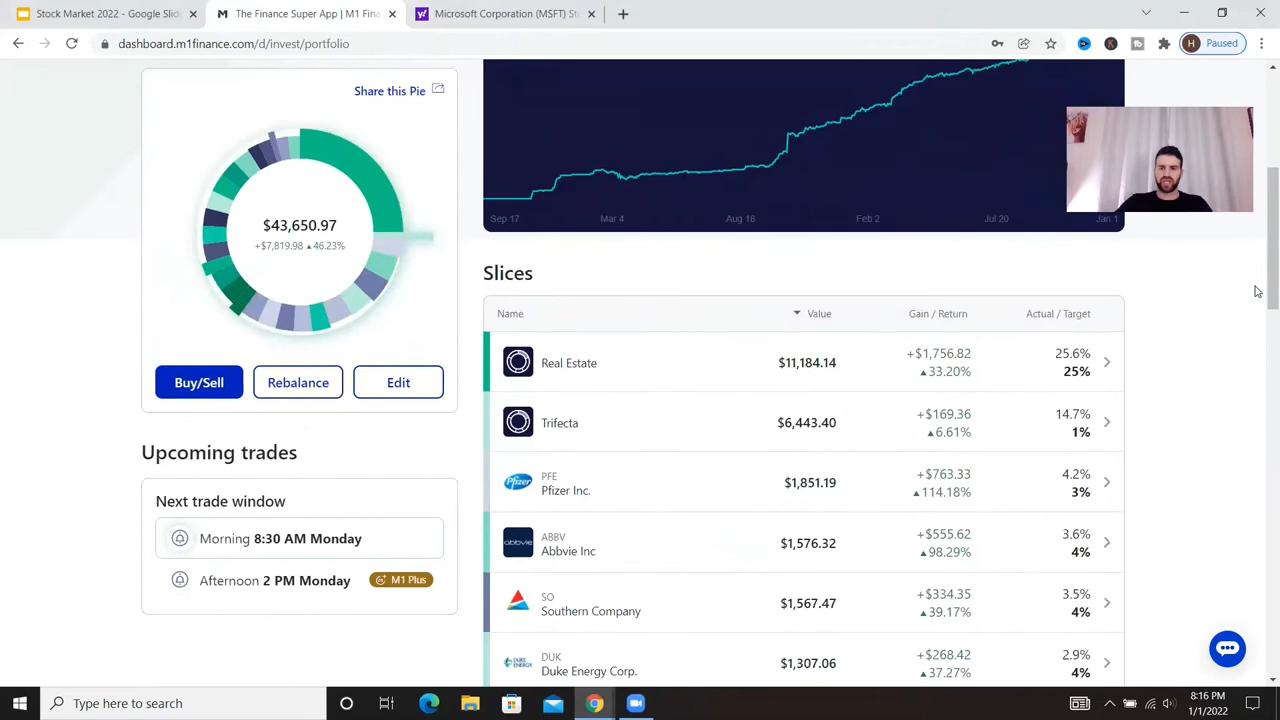 Stock Market 2022 - Google Slides
The Finance Super App | M1 Fina
Microsoft Corporation (MSFT) St
dashboard.m1finance.com/d/invest/portfolio
H Paused
Share this Pie
$43,650.97
+$7,819.98 ▲46.23%
Buy/Sell
Rebalance
Edit
Upcoming trades
Next trade window
Morning 8:30 AM Monday
Afternoon 2 PM Monday
M1 Plus
Sep 17 Mar 4 Aug 18 Feb 2 Jul 20 Jan 1
Slices
Name Value Gain / Return Actual / Target
Real Estate $11,184.14 +$1,756.82 ▲33.20% 25.6% 25%
Trifecta $6,443.40 +$169.36 ▲6.61% 14.7% 1%
PFE
Pfizer Pfizer Inc. $1,851.19 +$763.33 ▲114.18% 4.2% 3%
ABBV
abbvie Abbvie Inc $1,576.32 +$555.62 ▲98.29% 3.6% 4%
SO
Southern Company $1,567.47 +$334.35 ▲39.17% 3.5% 4%
DUK
DUKE ENERGY Duke Energy Corp. $1,307.06 +$268.42 ▲37.27% 2.9% 4%
Type here to search
8:16 PM
1/1/2022